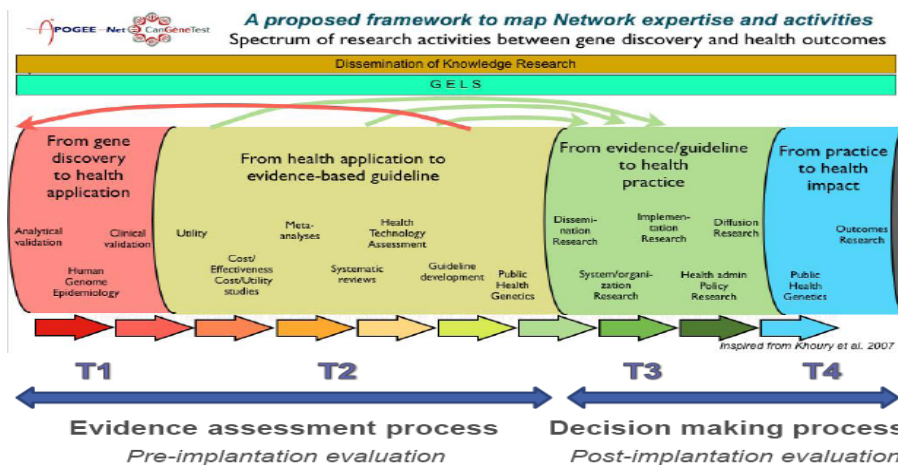 APOGEE-Net CanGeneTest
A proposed framework to map Network expertise and activities
Spectrum of research activities between gene discovery and health outcomes
Dissemination of Knowledge Research
G E L S
From gene
discovery
to health
application
Analytical
validation
Clinical
validation
Human
Genome
Epidemiology
From health application to
evidence-based guideline
Utility
Meta-
analyses
Health
Technology
Assessment
Cost/
Effectiveness
Cost/Utility
studies
Systematic
reviews
Guideline
development
Public
Health
Genetics
From evidence/guideline
to health
practice
Dissemi-
nation
Research
Implemen-
tation
Research
Diffusion
Research
System/organi-
zation
Research
Health admin
Policy
Research
From practice
to health
impact
Outcomes
Research
Public
Health
Genetics
Inspired from Khoury et al. 2007
T1
T2
T3
T4
Evidence assessment process
Pre-implantation evaluation
Decision making process
Post-implantation evaluation